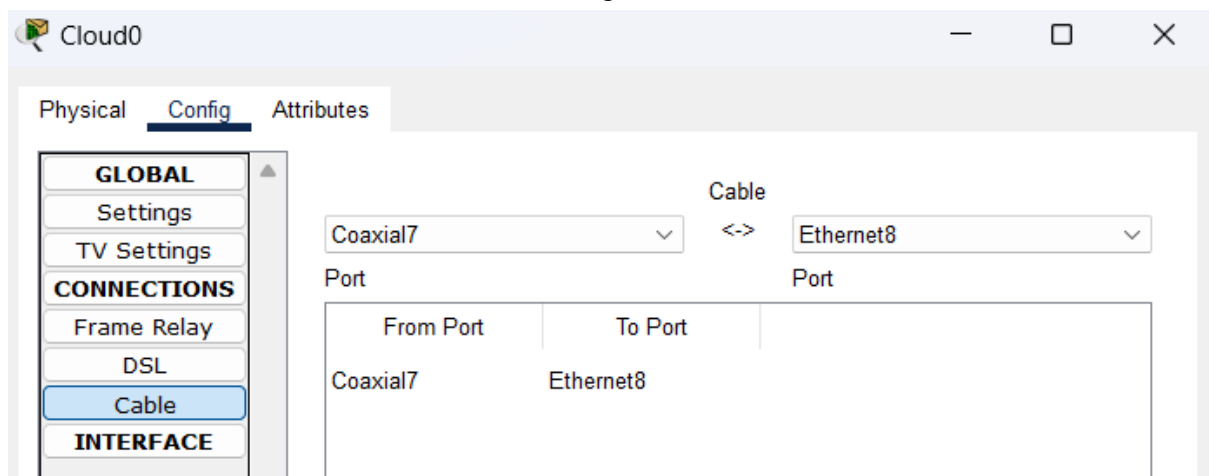 Cloud0
Physical Config Attributes
GLOBAL
Settings
TV Settings
CONNECTIONS
Frame Relay
DSL
Cable
INTERFACE
Cable
Coaxial7 <-> Ethernet8
Port Port
From Port To Port
Coaxial7 Ethernet8